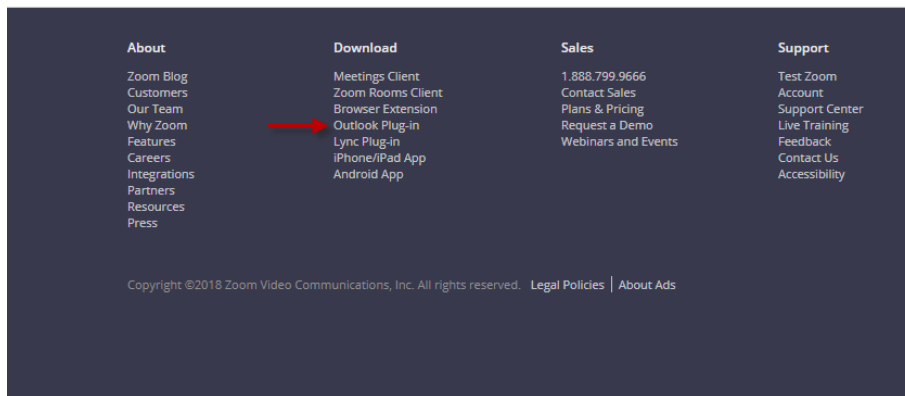 About
Zoom Blog
Customers
Our Team
Why Zoom
Features
Careers
Integrations
Partners
Resources
Press
Download
Meetings Client
Zoom Rooms Client
Browser Extension
Outlook Plug-in
Lync Plug-in
iPhone/iPad App
Android App
Sales
1.888.799.9666
Contact Sales
Plans & Pricing
Request a Demo
Webinars and Events
Support
Test Zoom
Account
Support Center
Live Training
Feedback
Contact Us
Accessibility
Copyright ©2018 Zoom Video Communications, Inc. All rights reserved. Legal Policies | About Ads